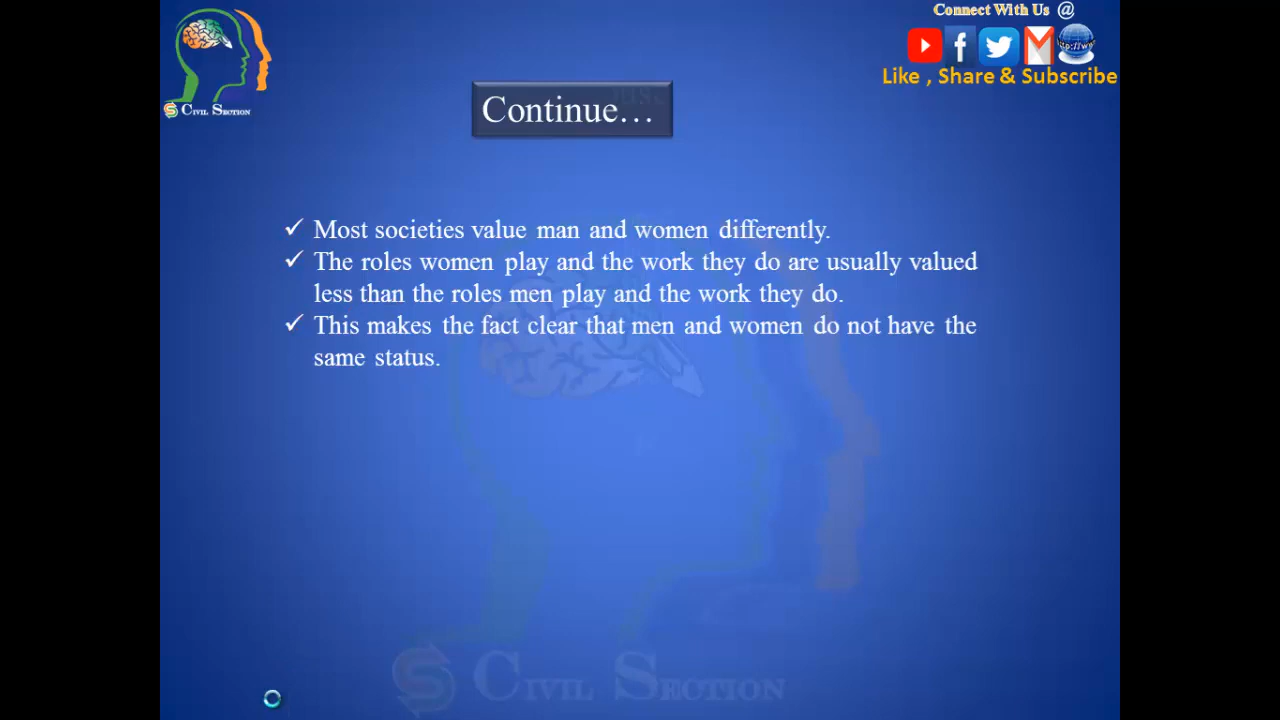 Connect With Us @
http://www
Like , Share & Subscribe
CIVIL SECTION
Continue…
✓ Most societies value man and women differently.
✓ The roles women play and the work they do are usually valued
less than the roles men play and the work they do.
✓ This makes the fact clear that men and women do not have the
same status.
CIVIL SECTION